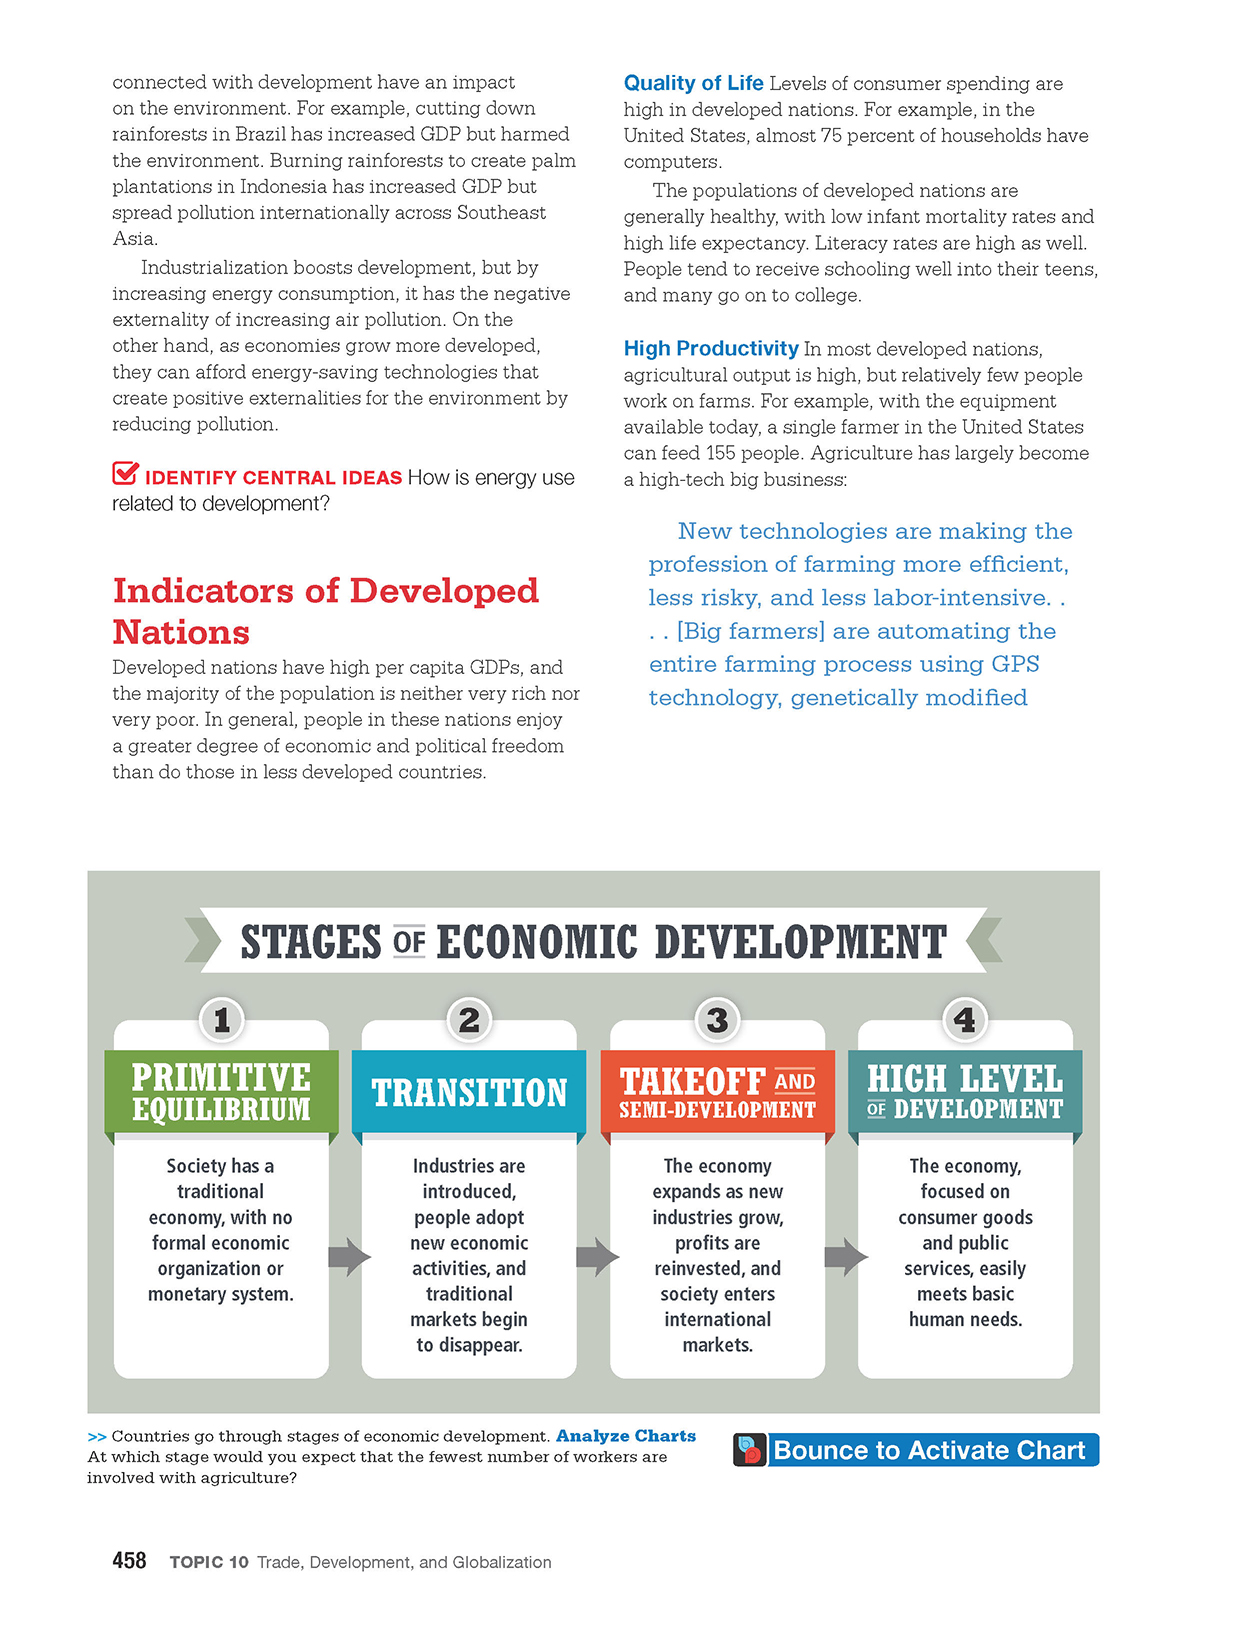 connected with development have an impact
on the environment. For example, cutting down
rainforests in Brazil has increased GDP but harmed
the environment. Burning rainforests to create palm
plantations in Indonesia has increased GDP but
spread pollution internationally across Southeast
Asia.
Industrialization boosts development, but by
increasing energy consumption, it has the negative
externality of increasing air pollution. On the
other hand, as economies grow more developed,
they can afford energy-saving technologies that
create positive externalities for the environment by
reducing pollution.
IDENTIFY CENTRAL IDEAS How is energy use
related to development?
Indicators of Developed
Nations
Developed nations have high per capita GDPs, and
the majority of the population is neither very rich nor
very poor. In general, people in these nations enjoy
a greater degree of economic and political freedom
than do those in less developed countries.
Quality of Life Levels of consumer spending are
high in developed nations. For example, in the
United States, almost 75 percent of households have
computers.
The populations of developed nations are
generally healthy, with low infant mortality rates and
high life expectancy. Literacy rates are high as well.
People tend to receive schooling well into their teens,
and many go on to college.
High Productivity In most developed nations,
agricultural output is high, but relatively few people
work on farms. For example, with the equipment
available today, a single farmer in the United States
can feed 155 people. Agriculture has largely become
a high-tech big business:
New technologies are making the
profession of farming more efficient,
less risky, and less labor-intensive. .
. . [Big farmers] are automating the
entire farming process using GPS
technology, genetically modified
STAGES OF ECONOMIC DEVELOPMENT
1
PRIMITIVE
EQUILIBRIUM
Society has a
traditional
economy, with no
formal economic
organization or
monetary system.
2
TRANSITION
Industries are
introduced,
people adopt
new economic
activities, and
traditional
markets begin
to disappear.
3
TAKEOFF AND
SEMI-DEVELOPMENT
The economy
expands as new
industries grow,
profits are
reinvested, and
society enters
international
markets.
4
HIGH LEVEL
OF DEVELOPMENT
The economy,
focused on
consumer goods
and public
services, easily
meets basic
human needs.
>> Countries go through stages of economic development. Analyze Charts
At which stage would you expect that the fewest number of workers are
involved with agriculture?
Bounce to Activate Chart
458 TOPIC 10 Trade, Development, and Globalization